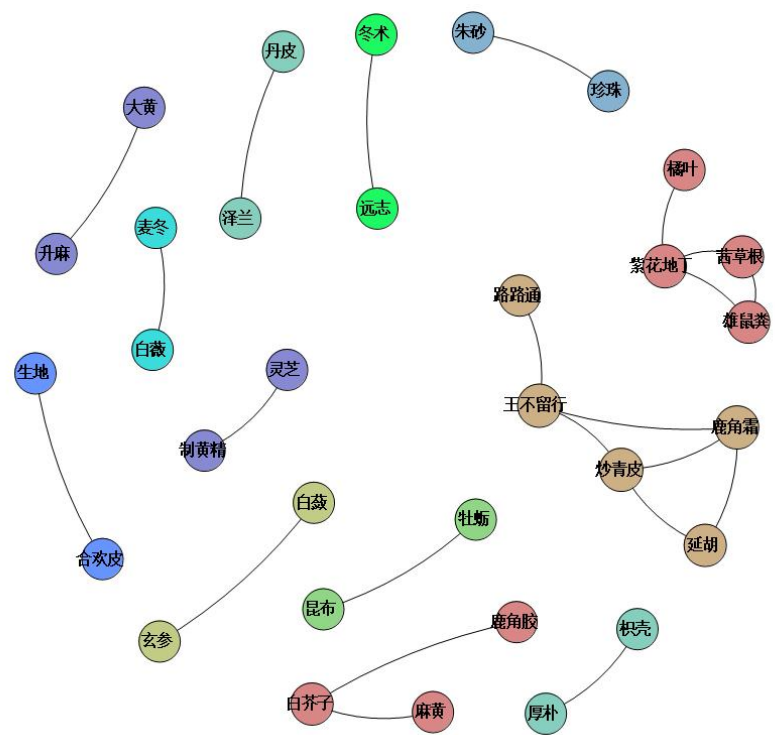 冬术
朱砂
丹皮
珍珠
大黄
橘叶
远志
泽兰
麦冬
升麻
茜草根
紫花地丁
路路通
雄鼠粪
白薇
灵芝
生地
王不留行
鹿角霜
制黄精
炒青皮
白蔹
牡蛎
延胡
合欢皮
昆布
鹿角胶
枳壳
玄参
白芥子
麻黄
厚朴